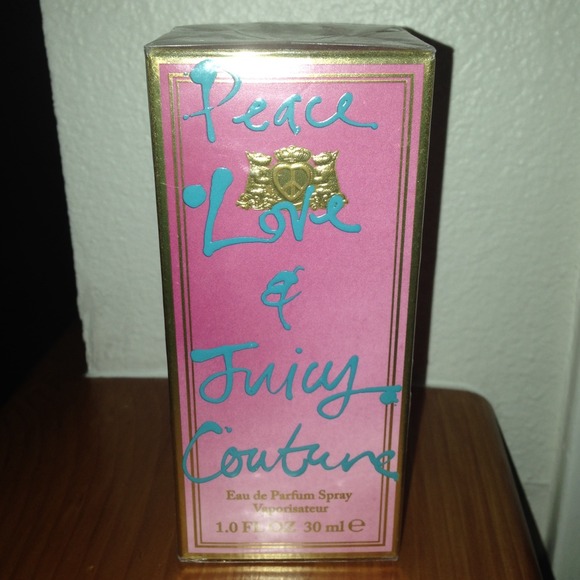 Peace
Love
&
Juicy
Couture
Eau de Parfum Spray
Vaporisateur
1.0 FL OZ 30 ml ℮